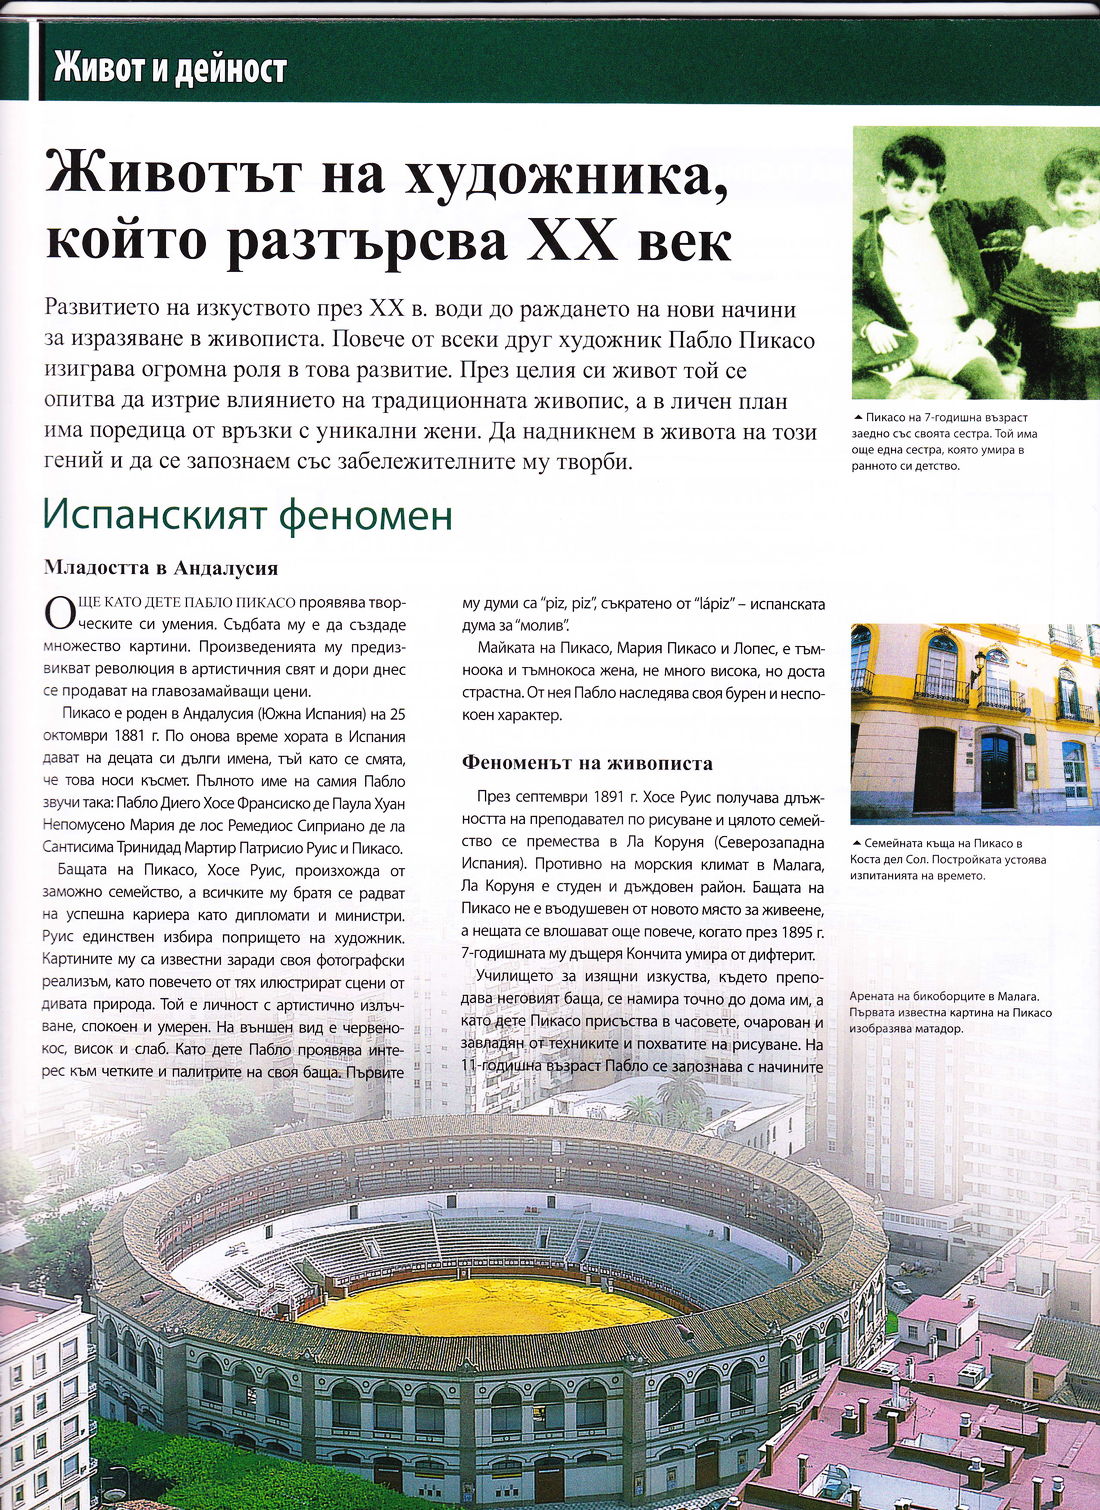 Живот и дейност
Животът на художника,
който разтърсва XX век
Развитието на изкуството през XX в. води до раждането на нови начини
за изразяване в живописта. Повече от всеки друг художник Пабло Пикасо
изиграва огромна роля в това развитие. През целия си живот той се
опитва да изтрие влиянието на традиционната живопис, а в личен план
има поредица от връзки с уникални жени. Да надникнем в живота на този
гений и да се запознаем със забележителните му творби.
Испанският феномен
Младостта в Андалусия
ОЩЕ КАТО ДЕТЕ ПАБЛО ПИКАСО проявява твор-
ческите си умения. Съдбата му е да създаде
множество картини. Произведенията му предиз-
викват революция в артистичния свят и дори днес
се продават на главозамайващи цени.
Пикасо е роден в Андалусия (Южна Испания) на 25
октомври 1881 г. По онова време хората в Испания
дават на децата си дълги имена, тъй като се смята,
че това носи късмет. Пълното име на самия Пабло
звучи така: Пабло Диего Хосе Франсиско де Паула Хуан
Непомусено Мария де лос Ремедиос Сиприано де ла
Сантисима Тринидад Мартир Патрисио Руис и Пикасо.
Бащата на Пикасо, Хосе Руис, произхожда от
заможно семейство, а всичките му братя се радват
на успешна кариера като дипломати и министри.
Руис единствен избира попрището на художник.
Картините му са известни заради своя фотографски
реализъм, като повечето от тях илюстрират сцени от
дивата природа. Той е личност с артистично излъч-
ване, спокоен и умерен. На външен вид е червено-
кос, висок и слаб. Като дете Пабло проявява инте-
рес към четките и палитрите на своя баща. Първите
му думи са “piz, piz”, съкратено от “lápiz” – испанската
дума за “молив”.
Майката на Пикасо, Мария Пикасо и Лопес, е тъм-
ноока и тъмнокоса жена, не много висока, но доста
страстна. От нея Пабло наследява своя бурен и неспо-
коен характер.
Феноменът на живописта
През септември 1891 г. Хосе Руис получава длъж-
ността на преподавател по рисуване и цялото семей-
ство се премества в Ла Коруня (Северозападна
Испания). Противно на морския климат в Малага,
Ла Коруня е студен и дъждовен район. Бащата на
Пикасо не е въодушевен от новото място за живеене,
а нещата се влошават още повече, когато през 1895 г.
7-годишната му дъщеря Кончита умира от дифтерит.
Училището за изящни изкуства, където препо-
дава неговият баща, се намира точно до дома им, а
като дете Пикасо присъства в часовете, очарован и
завладян от техниките и похватите на рисуване. На
11-годишна възраст Пабло се запознава с начините
Пикасо на 7-годишна възраст
заедно със своята сестра. Той има
още една сестра, която умира в
ранното си детство.
Семейната къща на Пикасо в
Коста дел Сол. Постройката устоява
изпитанията на времето.
Арената на бикоборците в Малага.
Първата известна картина на Пикасо
изобразява матадор.